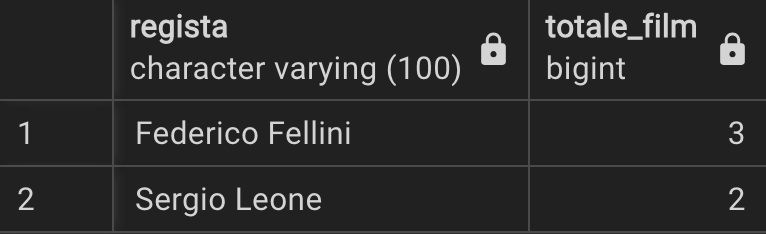 regista totale_film
character varying (100) bigint
1 Federico Fellini 3
2 Sergio Leone 2